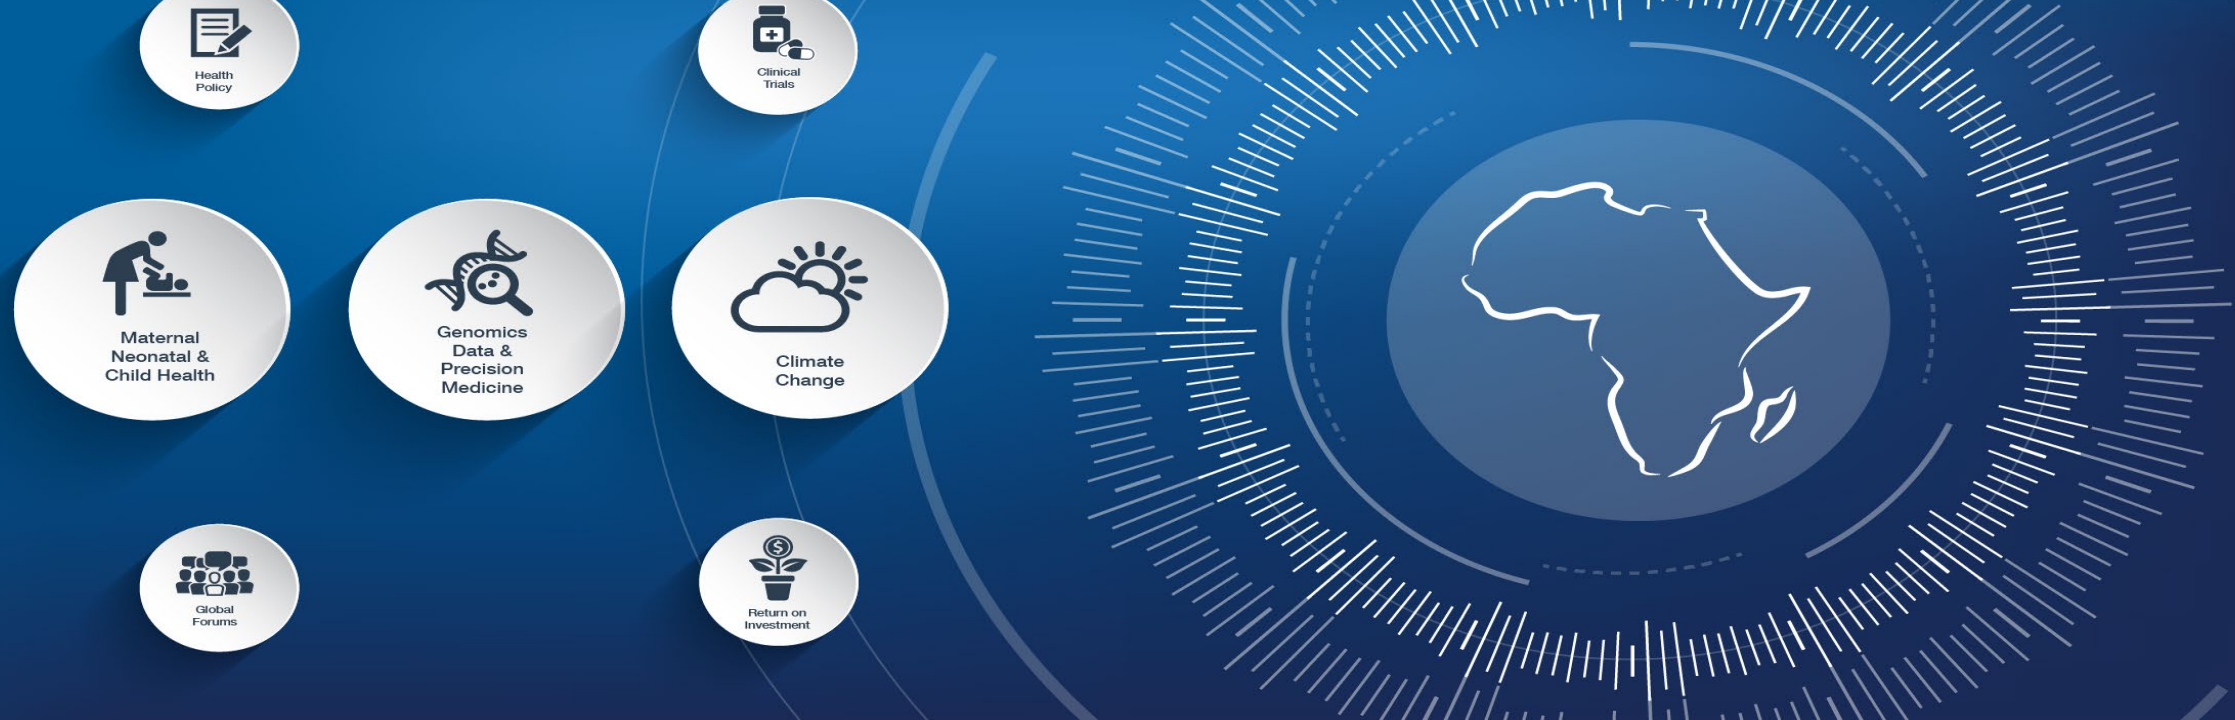 Health
Policy
Clinical
Trials
Maternal
Neonatal &
Child Health
Genomics
Data &
Precision
Medicine
Climate
Change
Global
Forums
Return on
Investment